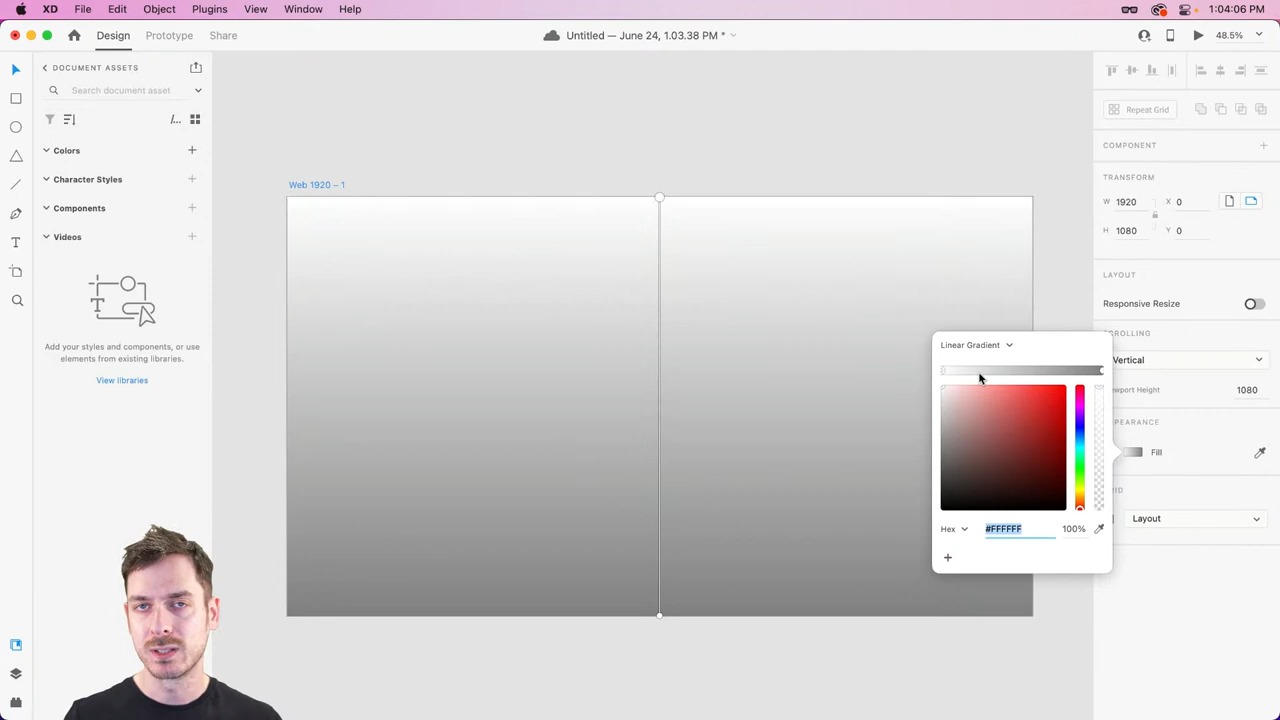 XD File Edit Object Plugins View Window Help 1:04:06 PM
Design Prototype Share Untitled — June 24, 1.03.38 PM * 48.5%
DOCUMENT ASSETS
Search document asset
/...
Colors
Character Styles
Components
Videos
Add your styles and components, or use
elements from existing libraries.
View libraries
Web 1920 – 1
Linear Gradient
Hex #FFFFFF 100%
Repeat Grid
COMPONENT
TRANSFORM
W 1920 X 0
H 1080 Y 0
LAYOUT
Responsive Resize
SCROLLING
Vertical
Viewport Height 1080
APPEARANCE
Fill
GRID
Layout